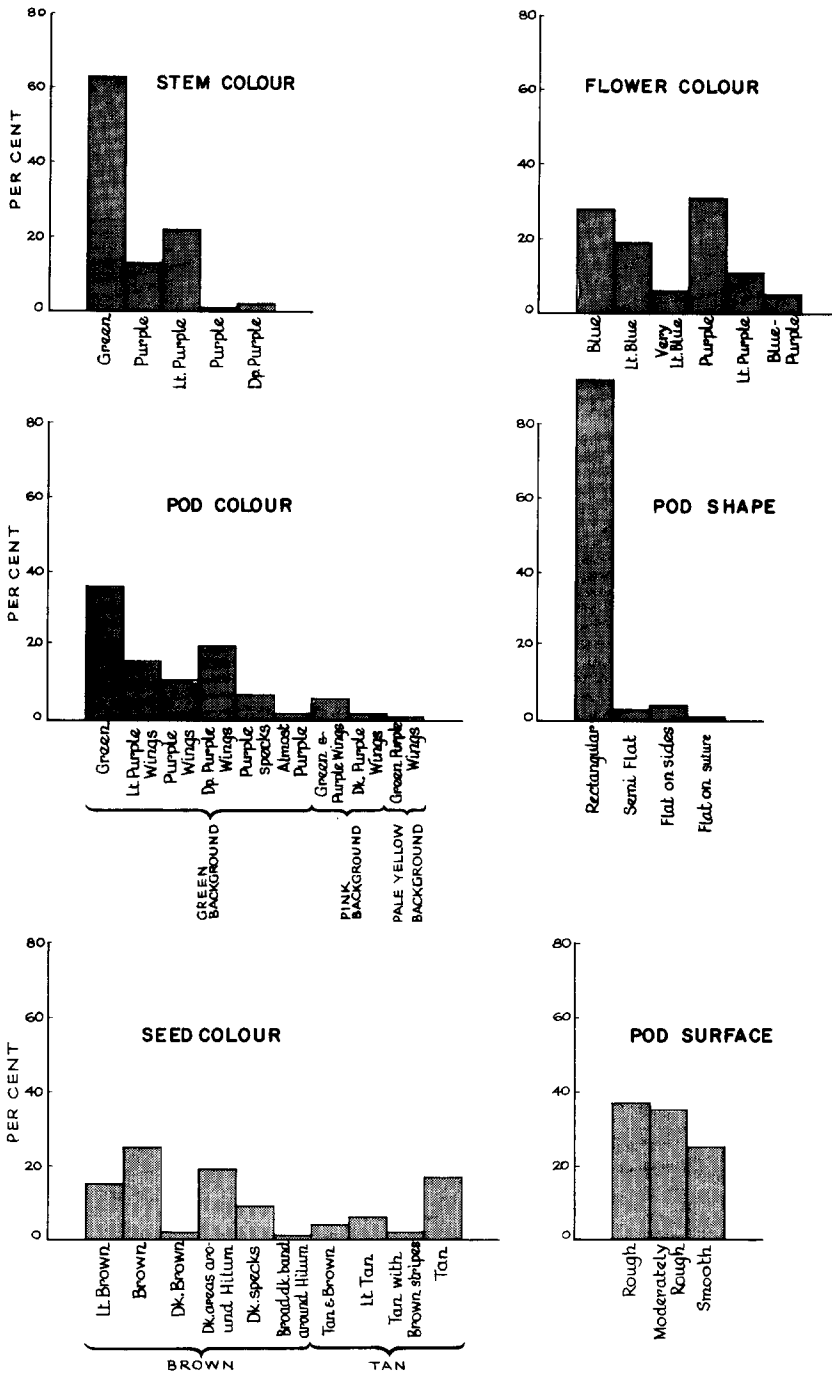 STEM COLOUR
PER CENT
80
60
40
20
0
Green
Purple
Lt. Purple
Purple
Dp. Purple
FLOWER COLOUR
80
60
40
20
0
Blue
Lt. Blue
Very
Lt. Blue
Purple
Lt. Purple
Blue-
Purple
POD COLOUR
PER CENT
80
60
40
20
0
Green
Lt. Purple
Wings
Purple
Wings
Dp. Purple
Wings
Purple
specks
Almost
Purple
Green &
Purple Wings
Dk. Purple
Wings
Green Purple
Wings
GREEN
BACKGROUND
PINK
BACKGROUND
PALE YELLOW
BACKGROUND
POD SHAPE
80
60
40
20
0
Rectangular
Semi Flat
Flat on sides
Flat on suture
SEED COLOUR
PER CENT
80
60
40
20
0
Lt. Brown
Brown
Dk. Brown
Dk. areas aro-
und Hilum
Dk. specks
Broad dk. band
around Hilum
Tan & Brown
Lt Tan
Tan with
Brown stripes
Tan
BROWN
TAN
POD SURFACE
80
60
40
20
0
Rough
Moderately
Rough
Smooth